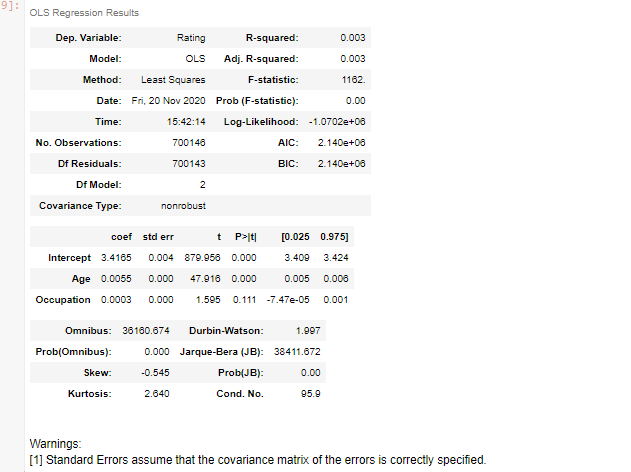 9]:
OLS Regression Results
Dep. Variable: Rating R-squared: 0.003
Model: OLS Adj. R-squared: 0.003
Method: Least Squares F-statistic: 1162.
Date: Fri, 20 Nov 2020 Prob (F-statistic): 0.00
Time: 15:42:14 Log-Likelihood: -1.0702e+06
No. Observations: 700146 AIC: 2.140e+06
Df Residuals: 700143 BIC: 2.140e+06
Df Model: 2
Covariance Type: nonrobust
coef std err t P>|t| [0.025 0.975]
Intercept 3.4165 0.004 879.956 0.000 3.409 3.424
Age 0.0055 0.000 47.916 0.000 0.005 0.006
Occupation 0.0003 0.000 1.595 0.111 -7.47e-05 0.001
Omnibus: 36160.674 Durbin-Watson: 1.997
Prob(Omnibus): 0.000 Jarque-Bera (JB): 38411.672
Skew: -0.545 Prob(JB): 0.00
Kurtosis: 2.640 Cond. No. 95.9
Warnings:
[1] Standard Errors assume that the covariance matrix of the errors is correctly specified.